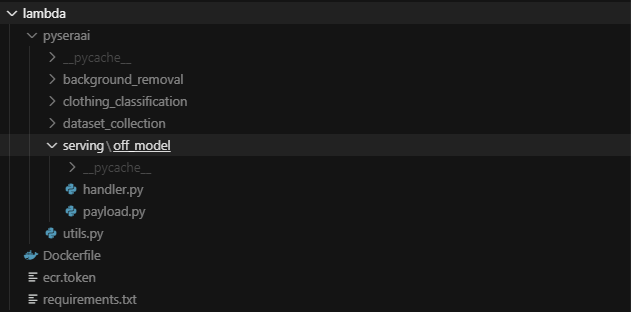 lambda
pyseraai
__pycache__
background_removal
clothing_classification
dataset_collection
serving\off_model
__pycache__
handler.py
payload.py
utils.py
Dockerfile
ecr.token
requirements.txt